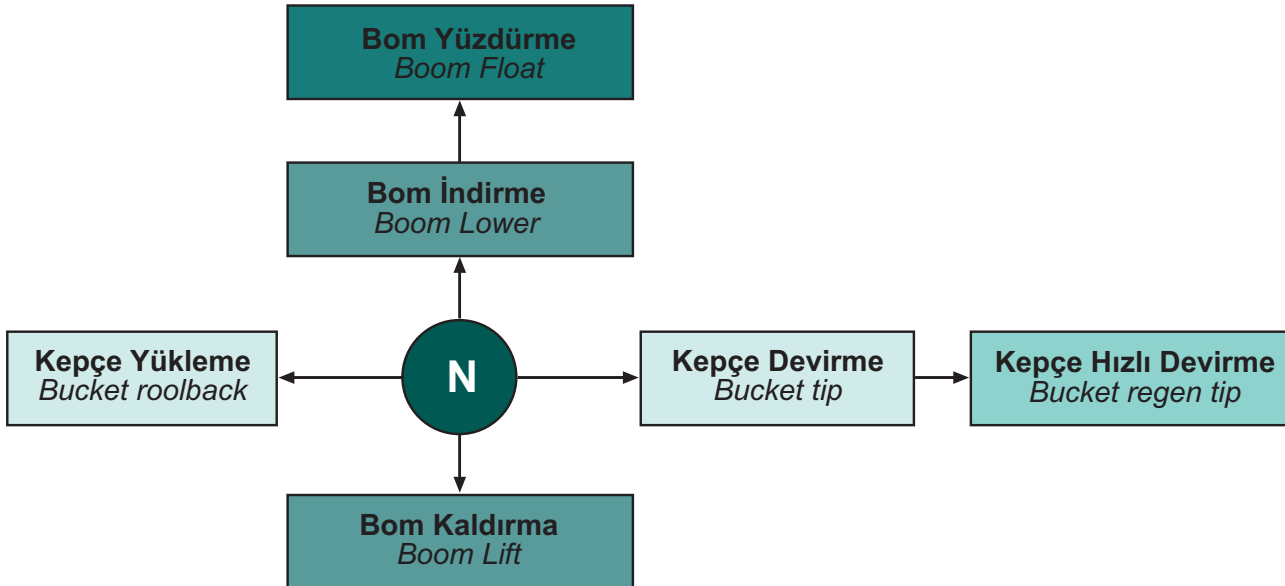 Bom Yüzdürme
Boom Float
Bom İndirme
Boom Lower
Kepçe Yükleme
Bucket roolback
N
Kepçe Devirme
Bucket tip
Kepçe Hızlı Devirme
Bucket regen tip
Bom Kaldırma
Boom Lift